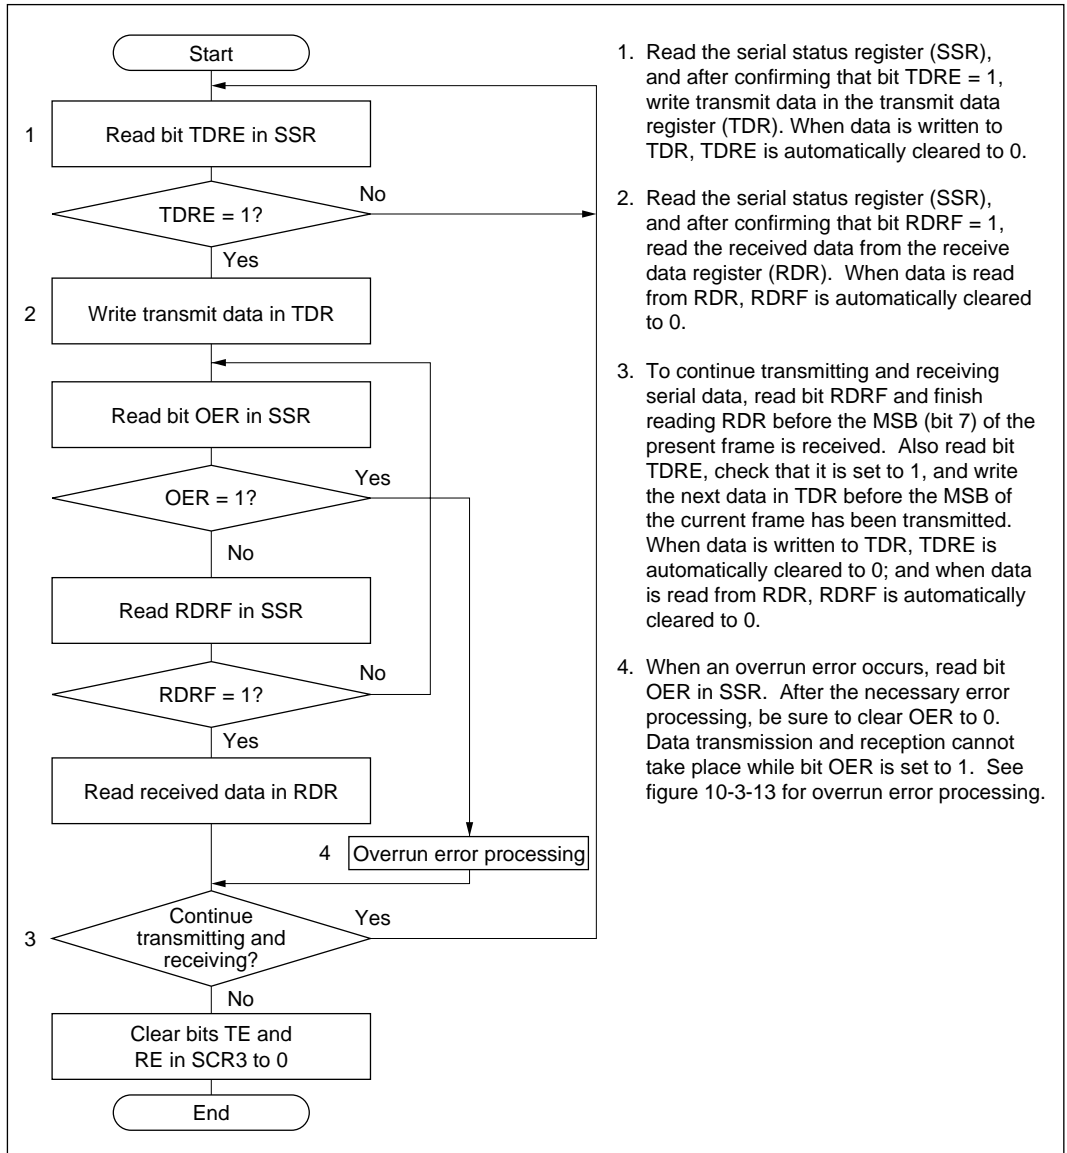 Start
1
Read bit TDRE in SSR
TDRE = 1?
No
Yes
2
Write transmit data in TDR
Read bit OER in SSR
OER = 1?
Yes
No
Read RDRF in SSR
RDRF = 1?
No
Yes
Read received data in RDR
4
Overrun error processing
3
Continue
transmitting and
receiving?
Yes
No
Clear bits TE and
RE in SCR3 to 0
End
1. Read the serial status register (SSR),
and after confirming that bit TDRE = 1,
write transmit data in the transmit data
register (TDR). When data is written to
TDR, TDRE is automatically cleared to 0.
2. Read the serial status register (SSR),
and after confirming that bit RDRF = 1,
read the received data from the receive
data register (RDR). When data is read
from RDR, RDRF is automatically cleared
to 0.
3. To continue transmitting and receiving
serial data, read bit RDRF and finish
reading RDR before the MSB (bit 7) of the
present frame is received. Also read bit
TDRE, check that it is set to 1, and write
the next data in TDR before the MSB of
the current frame has been transmitted.
When data is written to TDR, TDRE is
automatically cleared to 0; and when data
is read from RDR, RDRF is automatically
cleared to 0.
4. When an overrun error occurs, read bit
OER in SSR. After the necessary error
processing, be sure to clear OER to 0.
Data transmission and reception cannot
take place while bit OER is set to 1. See
figure 10-3-13 for overrun error processing.